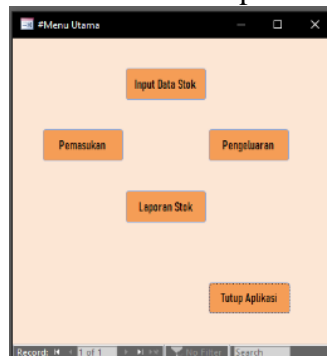 #Menu Utama
Input Data Stok
Pemasukan
Pengeluaran
Laporan Stok
Tutup Aplikasi
Record: 1 of 1 No Filter Search